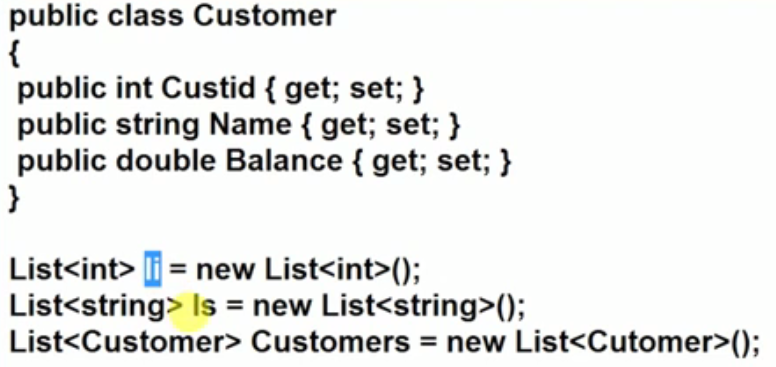 public class Customer
{
public int Custid { get; set; }
public string Name { get; set; }
public double Balance { get; set; }
}
List<int> li = new List<int>();
List<string> ls = new List<string>();
List<Customer> Customers = new List<Cutomer>();